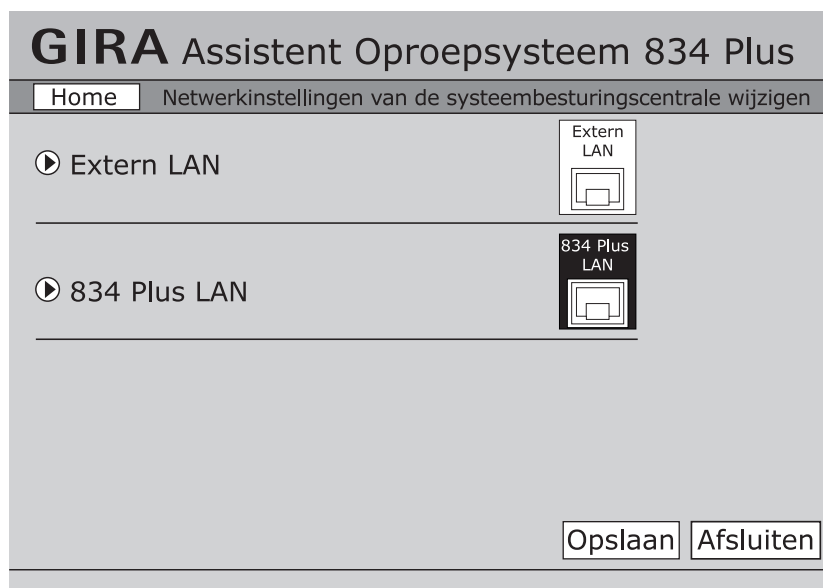 GIRA Assistent Oproepsysteem 834 Plus
Home Netwerkinstellingen van de systeembesturingscentrale wijzigen
Extern LAN
Extern
LAN
834 Plus LAN
834 Plus
LAN
Opslaan Afsluiten